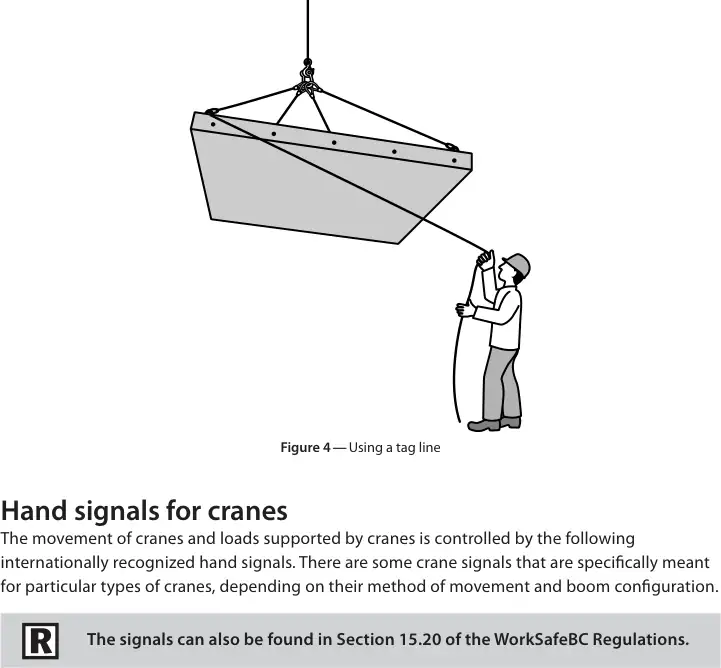 Figure 4 — Using a tag line
Hand signals for cranes
The movement of cranes and loads supported by cranes is controlled by the following
internationally recognized hand signals. There are some crane signals that are specifically meant
for particular types of cranes, depending on their method of movement and boom configuration.
R The signals can also be found in Section 15.20 of the WorkSafeBC Regulations.